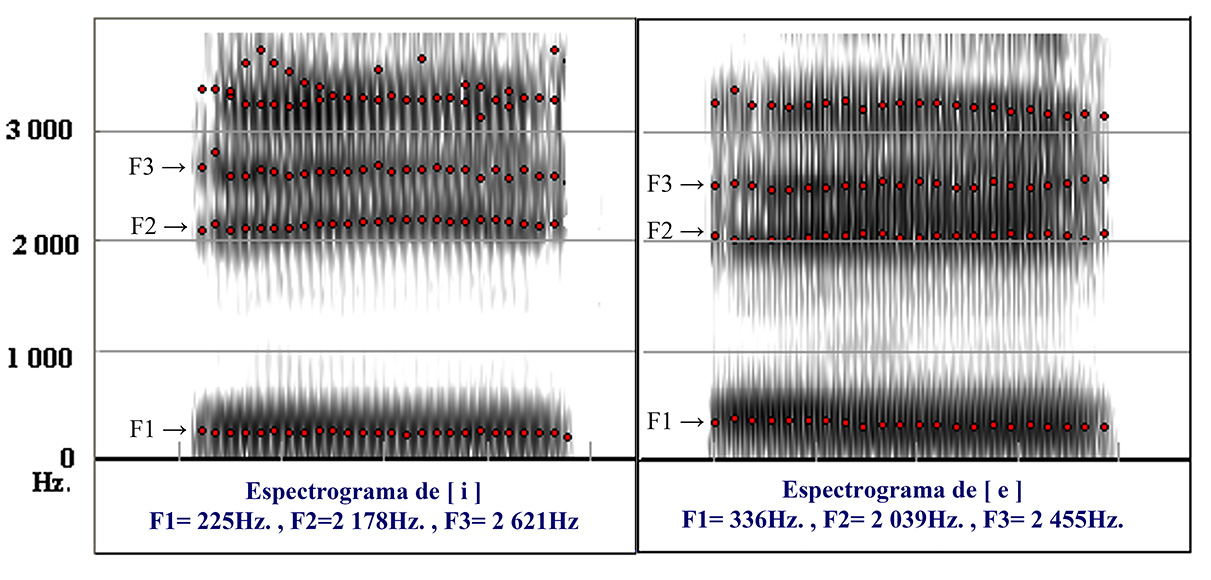 3 000
F3 →
F2 →
2 000
1 000
F1 →
0
Hz.
F3 →
F2 →
F1 →
Espectrograma de [ i ]
F1= 225Hz. , F2=2 178Hz. , F3= 2 621Hz
Espectrograma de [ e ]
F1= 336Hz. , F2= 2 039Hz. , F3= 2 455Hz.